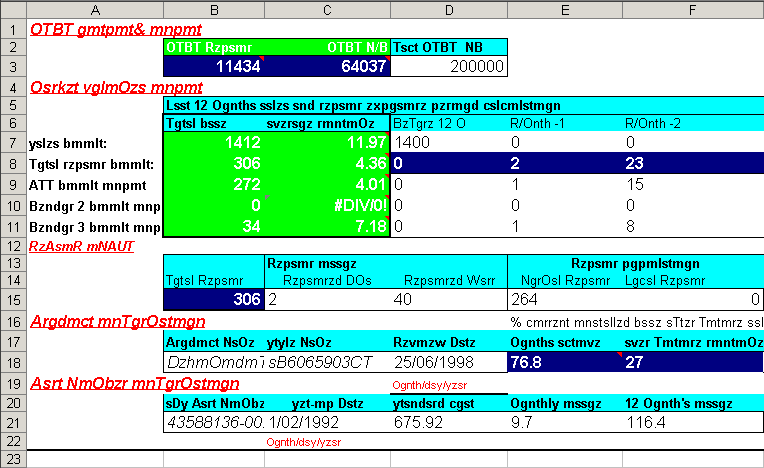 A B C D E F
1 OTBT gmtpmt& mnpmt
2 OTBT Rzpsmr OTBT N/B Tsct OTBT NB
3 11434 64037 200000
4 Osrkzt vglmOzs mnpmt
5 Lsst 12 Ognths sslzs snd rzpsmr zxpgsmrz pzrmgd cslcmlstmgn
6 Tgtsl bssz svzrsgz rmntmOz BzTgrz 12 O R/Onth -1 R/Onth -2
7 yslzs bmmlt: 1412 11.97 1400 0 0
8 Tgtsl rzpsmr bmmlt: 306 4.36 0 2 23
9 ATT bmmlt mnpmt 272 4.01 0 1 15
10 Bzndgr 2 bmmlt mnp 0 #DIV/0! 0 0 0
11 Bzndgr 3 bmmlt mnp 34 7.18 0 1 8
12 RzAsmR mNAUT
13 Rzpsmr mssgz Rzpsmr pgpmlstmgn
14 Tgtsl Rzpsmr Rzpsmrzd DOs Rzpsmrzd Wsrr NgrOsl Rzpsmr Lgcsl Rzpsmr
15 306 2 40 264 0
16 Argdmct mnTgrOstmgn % cmrrznt mnstsllzd bssz sTtzr Tmtmrz ssl
17 Argdmct NsOz ytylz NsOz Rzvmzw Dstz Ognths sctmvz svzr Tmtmrz rmntmOz
18 DzhmOmdmT sB6065903CT 25/06/1998 76.8 27
19 Asrt NmObzr mnTgrOstmgn Ognth/dsy/yzsr
20 sDy Asrt NmObz yzt-mp Dstz ytsndsrd cgst Ognthly mssgz 12 Ognth's mssgz
21 43588136-00. 1/02/1992 675.92 9.7 116.4
22 Ognth/dsy/yzsr
23